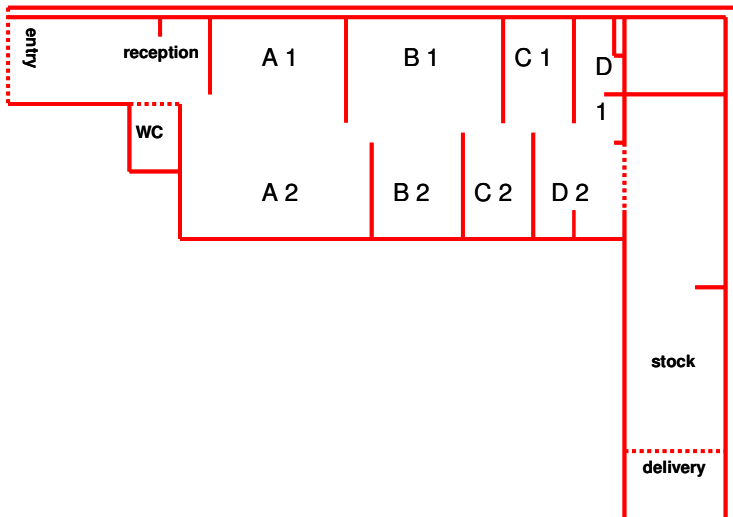 entry
reception
A 1
B 1
C 1
D
1
WC
A 2
B 2
C 2
D 2
stock
delivery